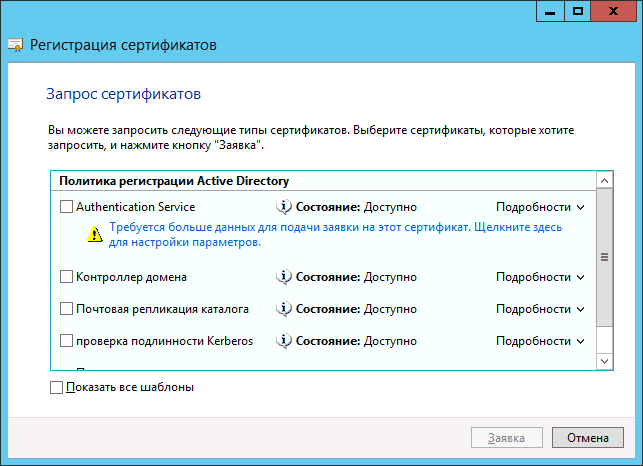 Регистрация сертификатов
Запрос сертификатов
Вы можете запросить следующие типы сертификатов. Выберите сертификаты, которые хотите
запросить, и нажмите кнопку "Заявка".
Политика регистрации Active Directory
Authentication Service Состояние: Доступно Подробности
Требуется больше данных для подачи заявки на этот сертификат. Щелкните здесь
для настройки параметров.
Контроллер домена Состояние: Доступно Подробности
Почтовая репликация каталога Состояние: Доступно Подробности
проверка подлинности Kerberos Состояние: Доступно Подробности
Показать все шаблоны
Заявка Отмена